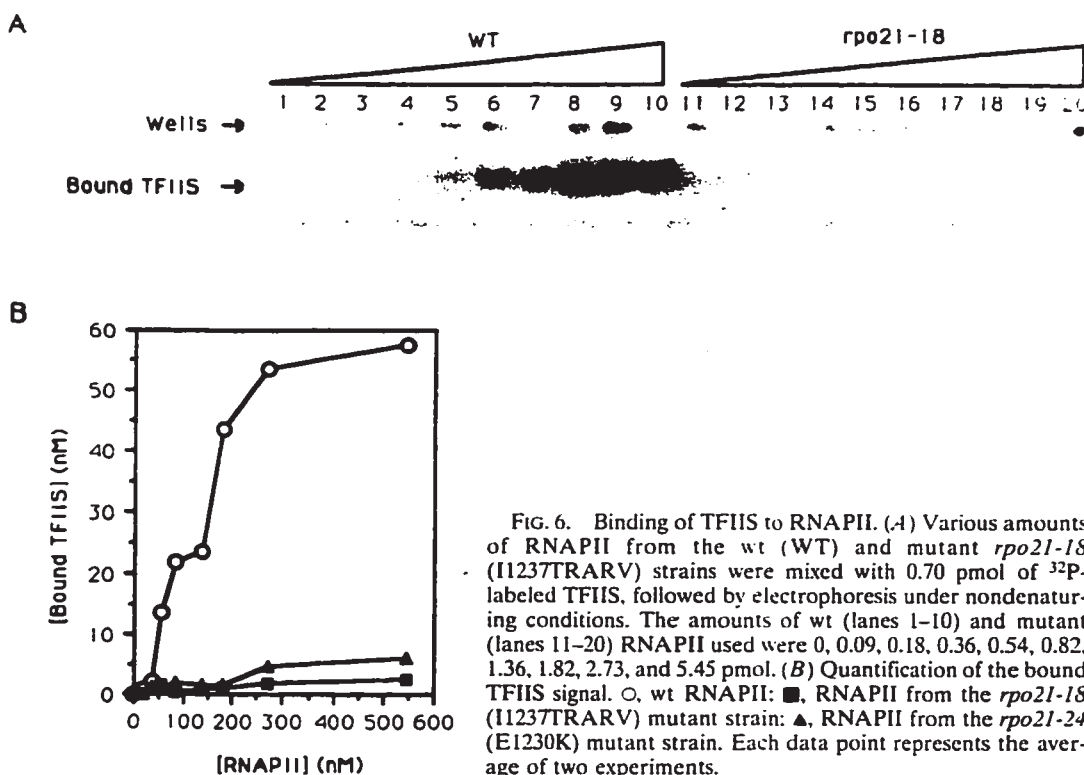 A
WT
rpo21-18
1 2 3 4 5 6 7 8 9 10 11 12 13 14 15 16 17 18 19 20
Wells
Bound TFIIS
B
60
50
40
30
20
10
0
[Bound TFIIS] (nM)
0 100 200 300 400 500 600
[RNAPII] (nM)
FIG. 6. Binding of TFIIS to RNAPII. (A) Various amounts
of RNAPII from the wt (WT) and mutant rpo21-18
(I1237TRARV) strains were mixed with 0.70 pmol of ³²P-
labeled TFIIS, followed by electrophoresis under nondenatur-
ing conditions. The amounts of wt (lanes 1–10) and mutant
(lanes 11–20) RNAPII used were 0, 0.09, 0.18, 0.36, 0.54, 0.82,
1.36, 1.82, 2.73, and 5.45 pmol. (B) Quantification of the bound
TFIIS signal. ○, wt RNAPII: ■, RNAPII from the rpo21-18
(I1237TRARV) mutant strain: ▲, RNAPII from the rpo21-24
(E1230K) mutant strain. Each data point represents the aver-
age of two experiments.